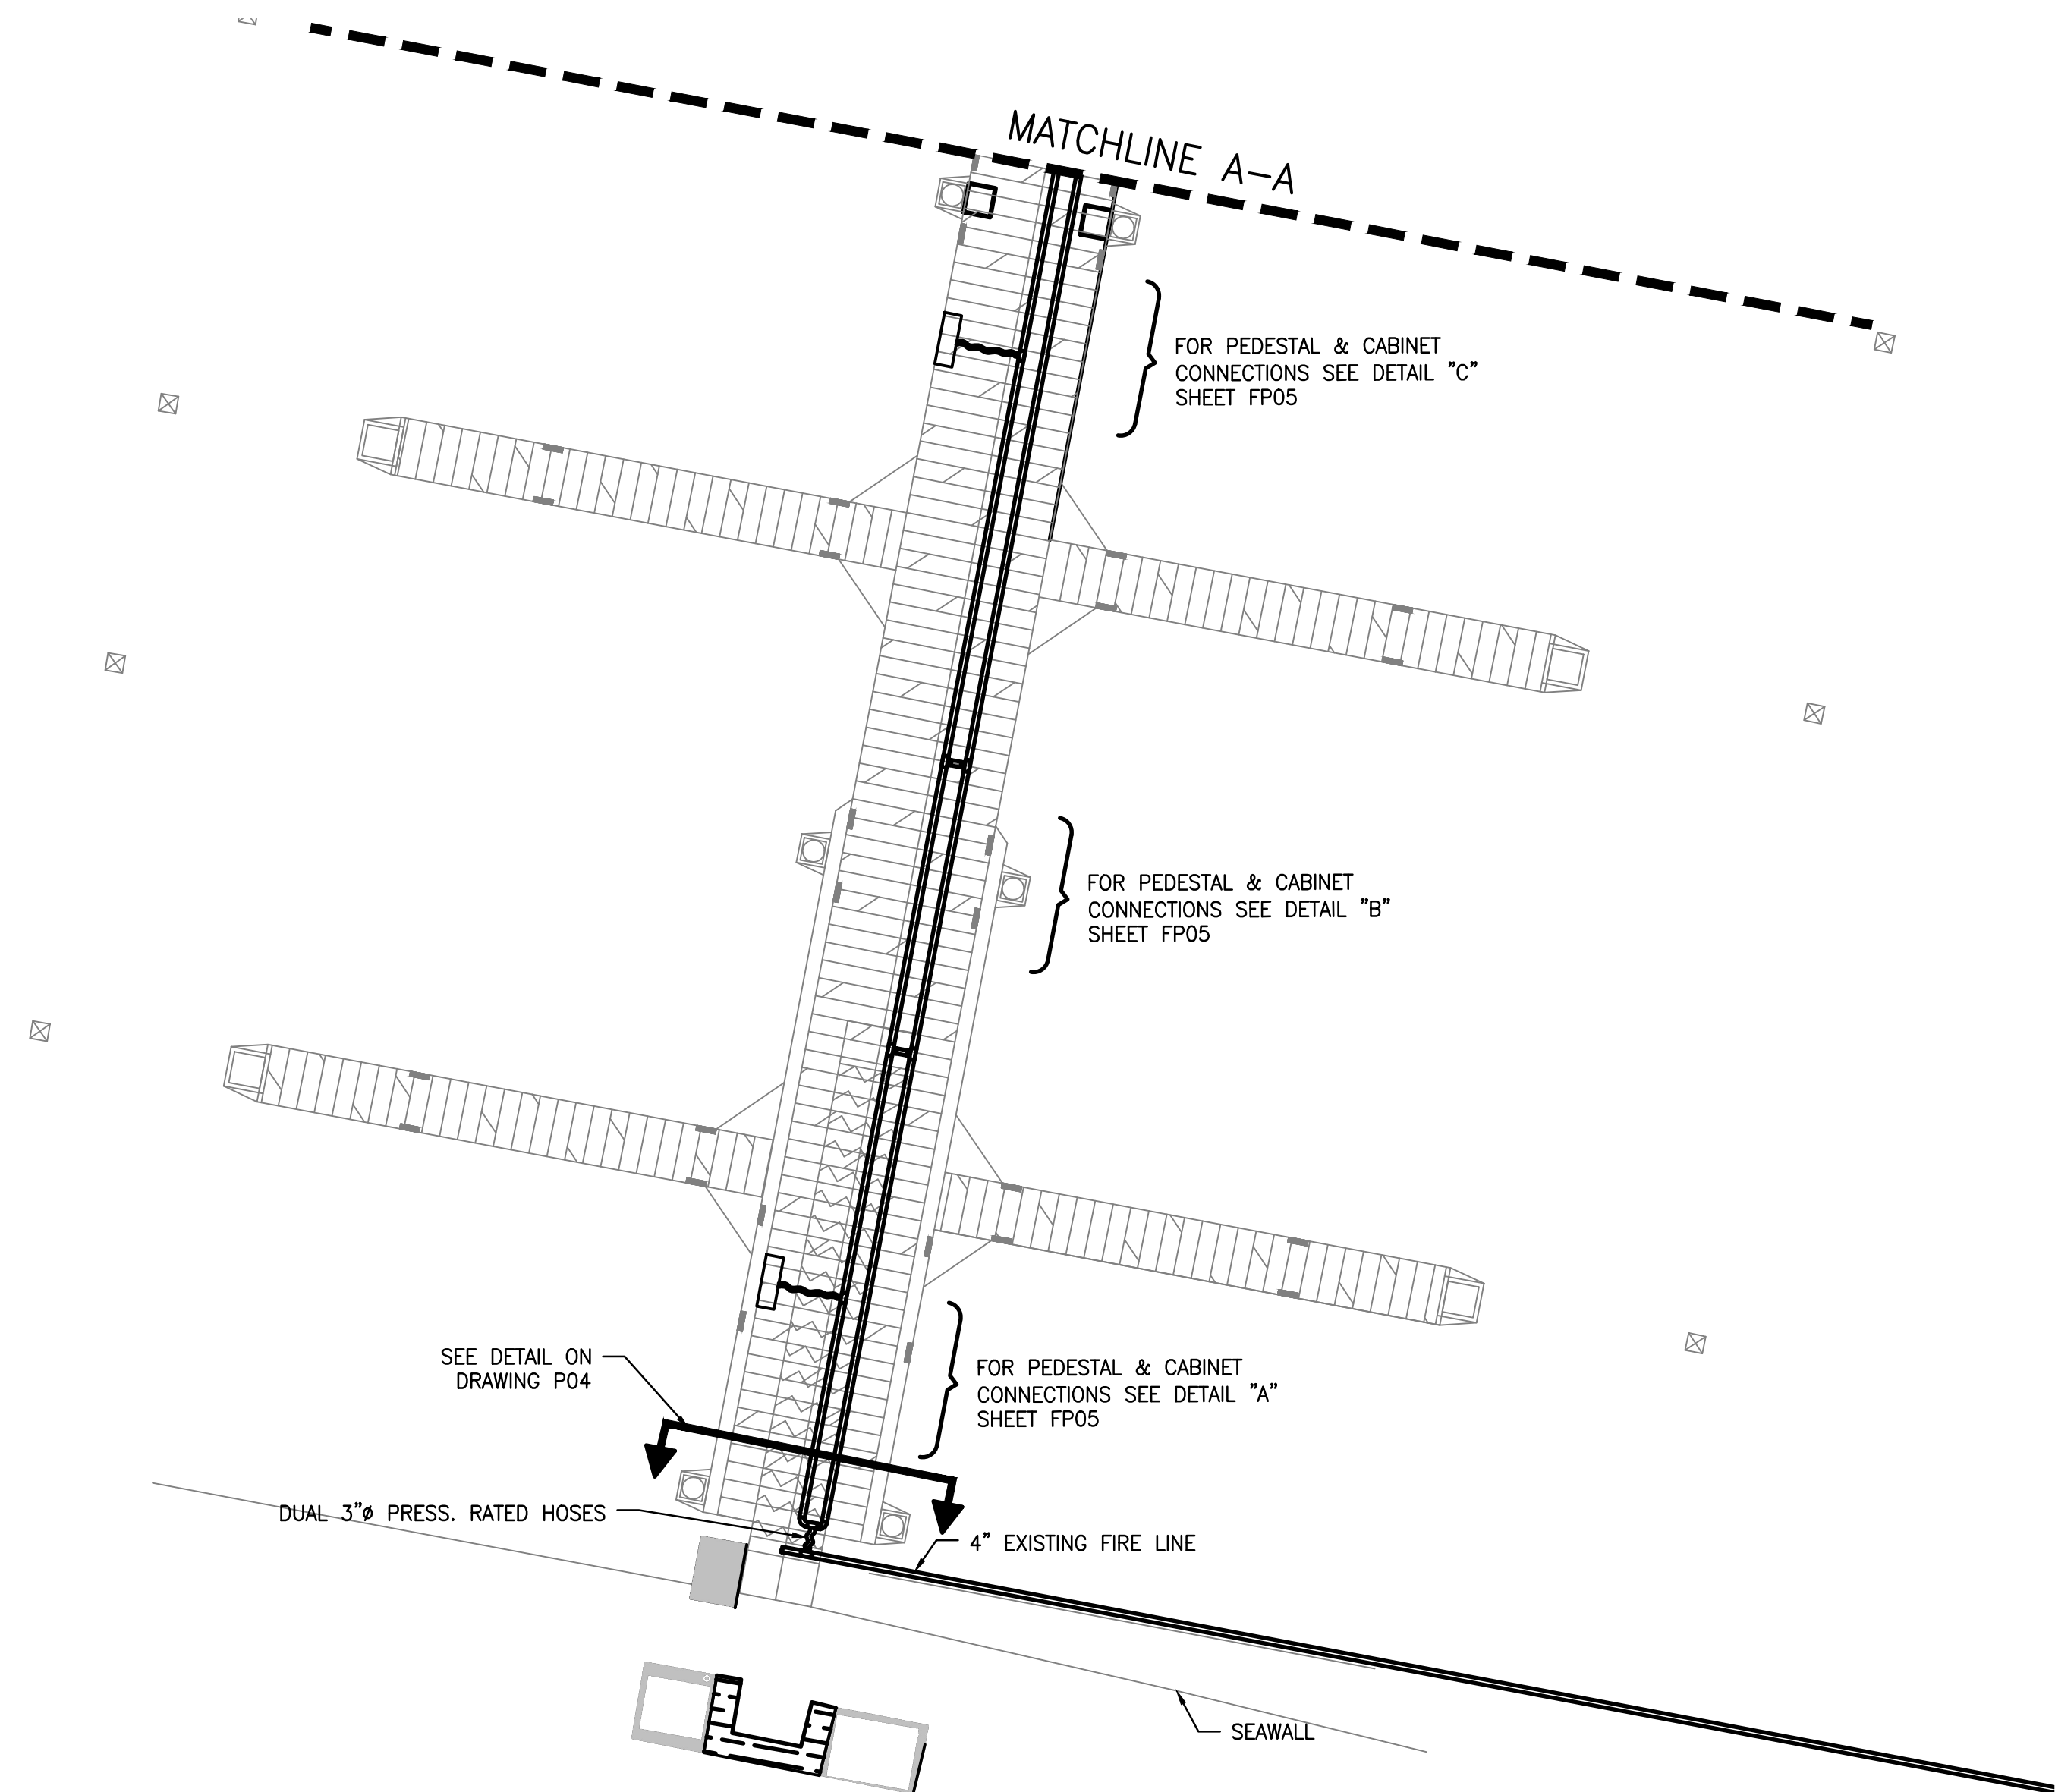 MATCHLINE A-A
FOR PEDESTAL & CABINET
CONNECTIONS SEE DETAIL "C"
SHEET FP05
FOR PEDESTAL & CABINET
CONNECTIONS SEE DETAIL "B"
SHEET FP05
SEE DETAIL ON
DRAWING P04
FOR PEDESTAL & CABINET
CONNECTIONS SEE DETAIL "A"
SHEET FP05
DUAL 3"ø PRESS. RATED HOSES
4" EXISTING FIRE LINE
SEAWALL